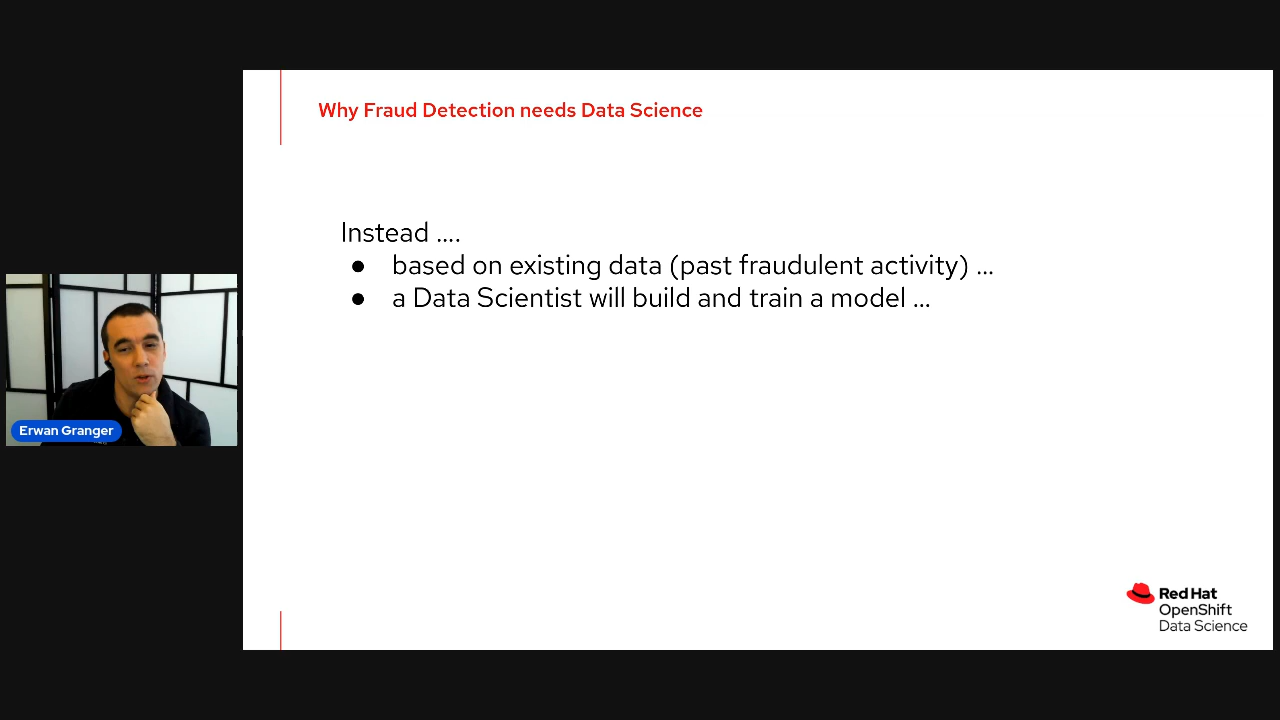 Why Fraud Detection needs Data Science
Instead ....
● based on existing data (past fraudulent activity) ...
● a Data Scientist will build and train a model ...
Erwan Granger
Red Hat
OpenShift
Data Science